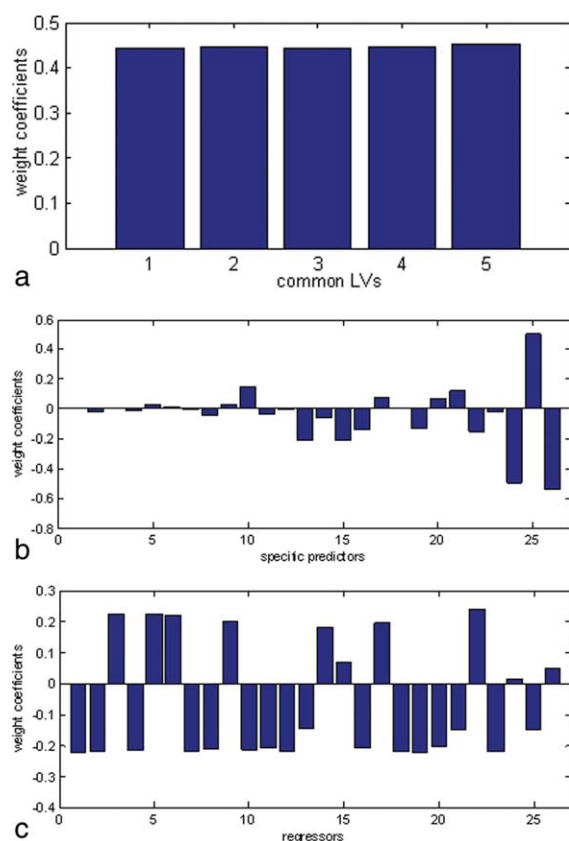 0.5
0.4
0.3
0.2
0.1
0
weight coefficients
1 2 3 4 5
common LVs
a
0.6
0.4
0.2
0
-0.2
-0.4
-0.6
-0.8
weight coefficients
0 5 10 15 20 25
specific predictors
b
0.3
0.2
0.1
0
-0.1
-0.2
-0.3
-0.4
weight coefficients
0 5 10 15 20 25
regressors
c